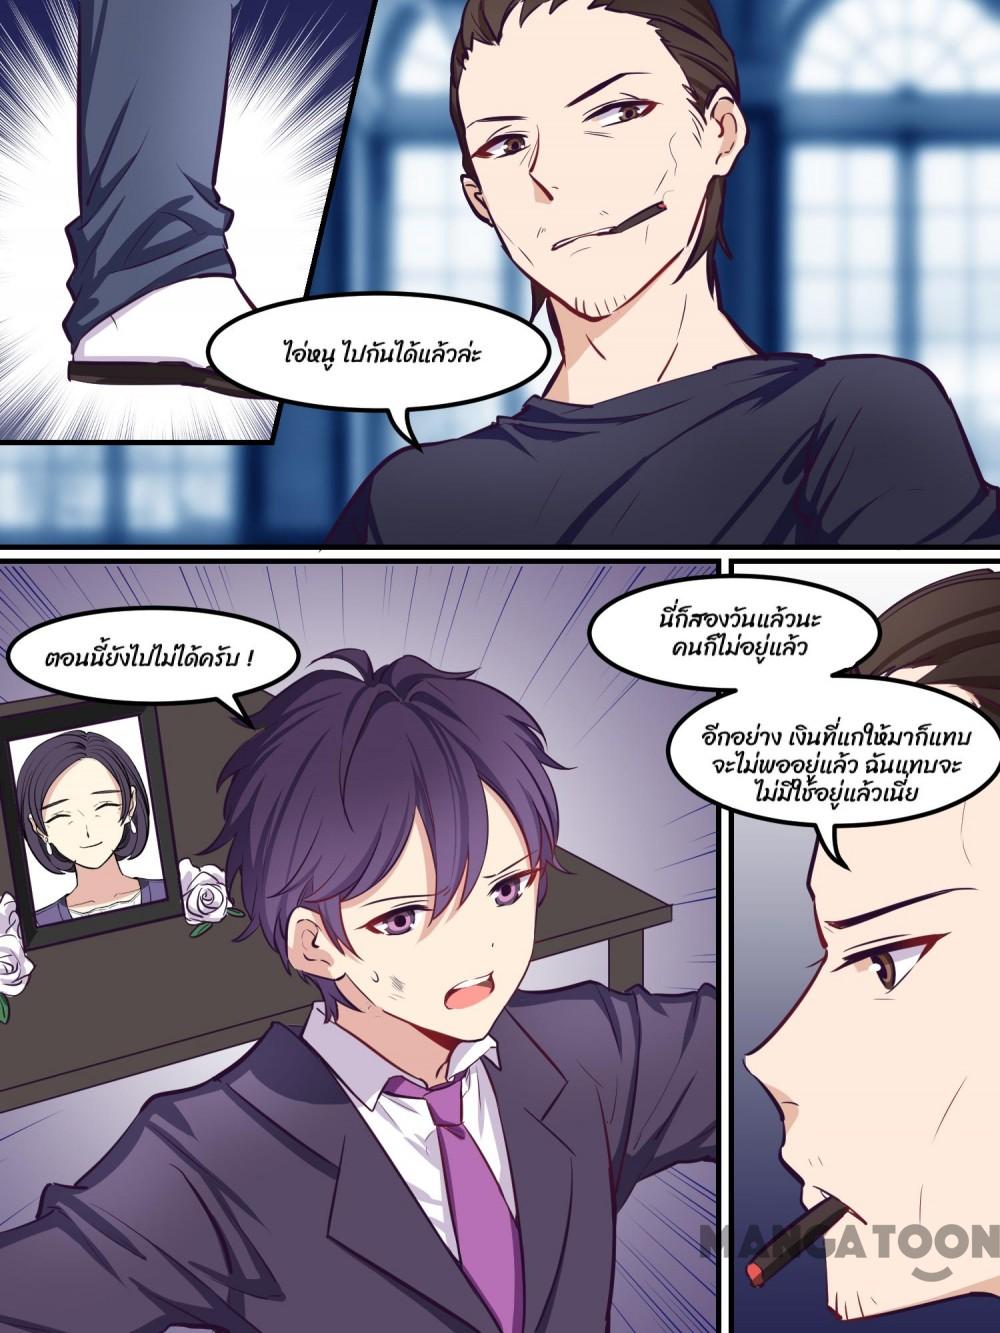 ไอ่หนู ไปกันได้แล้วล่ะ
ตอนนี้ยังไปไม่ได้ครับ !
นี่ก็สองวันแล้วนะ
คนก็ไม่อยู่แล้ว
อีกอย่าง เงินที่แกให้มาก็แทบ
จะไม่พออยู่แล้ว ฉันแทบจะ
ไม่มีใช้อยู่แล้วเนี่ย
MANGATOON